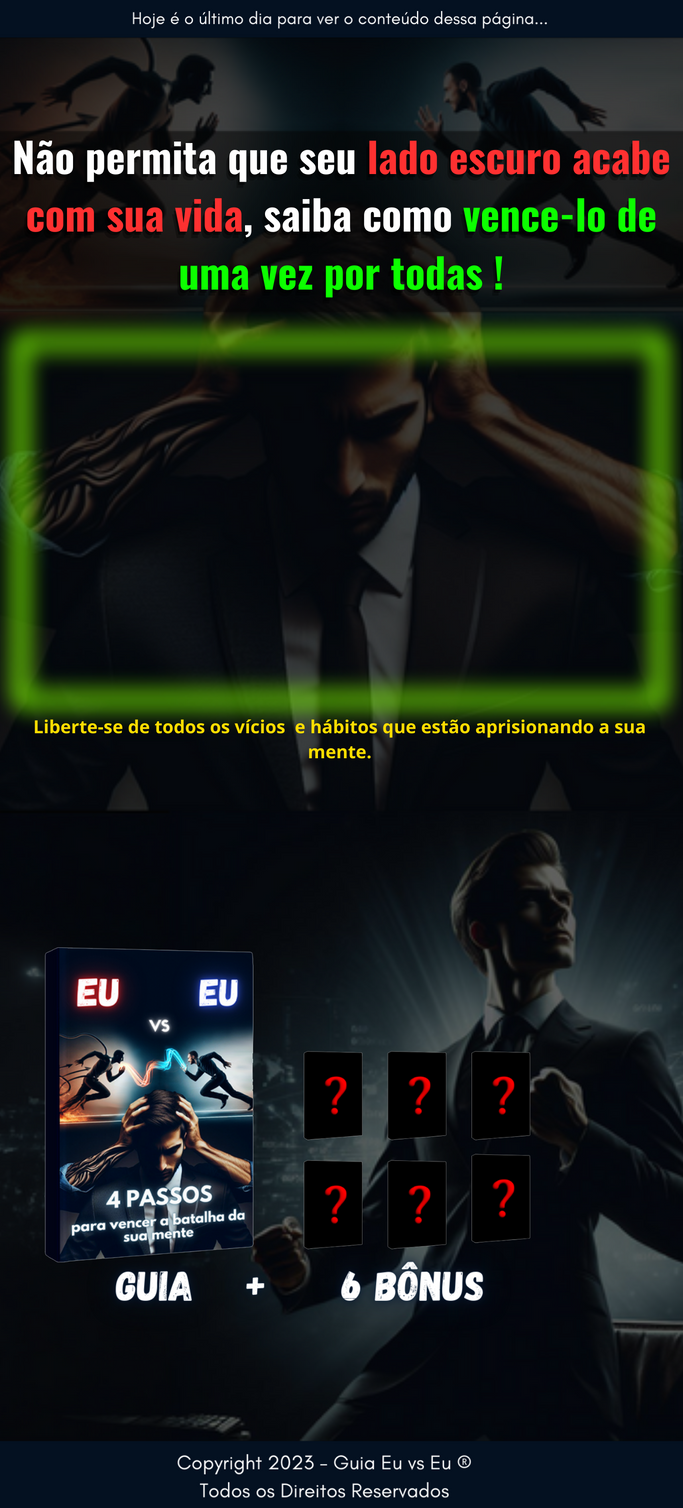 Hoje é o último dia para ver o conteúdo dessa página...
Não permita que seu lado escuro acabe
com sua vida, saiba como vence-lo de
uma vez por todas !
Liberte-se de todos os vícios  e hábitos que estão aprisionando a sua
mente.
EU EU
VS
4 PASSOS
para vencer a batalha da
sua mente
? ? ?
? ? ?
GUIA + 6 BÔNUS
Copyright 2023 - Guia Eu vs Eu ®
Todos os Direitos Reservados